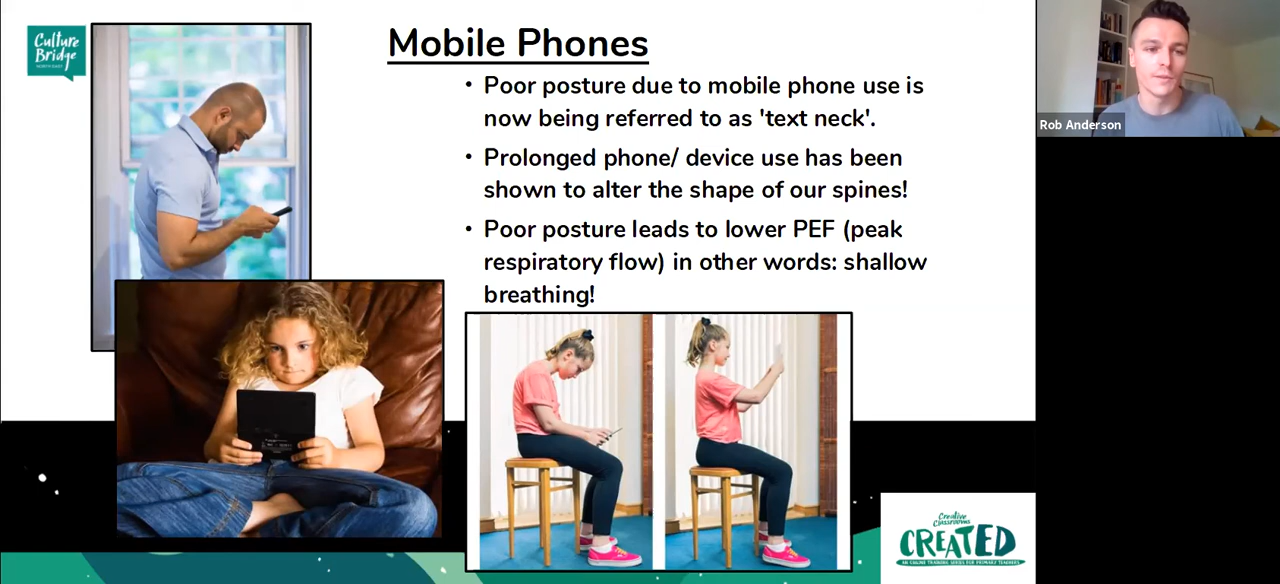 Culture
Bridge
NORTH EAST
Mobile Phones
• Poor posture due to mobile phone use is
now being referred to as 'text neck'.
• Prolonged phone/ device use has been
shown to alter the shape of our spines!
• Poor posture leads to lower PEF (peak
respiratory flow) in other words: shallow
breathing!
Rob Anderson
Creative
Classrooms
CREATED
AN ONLINE TRAINING SERIES FOR PRIMARY TEACHERS